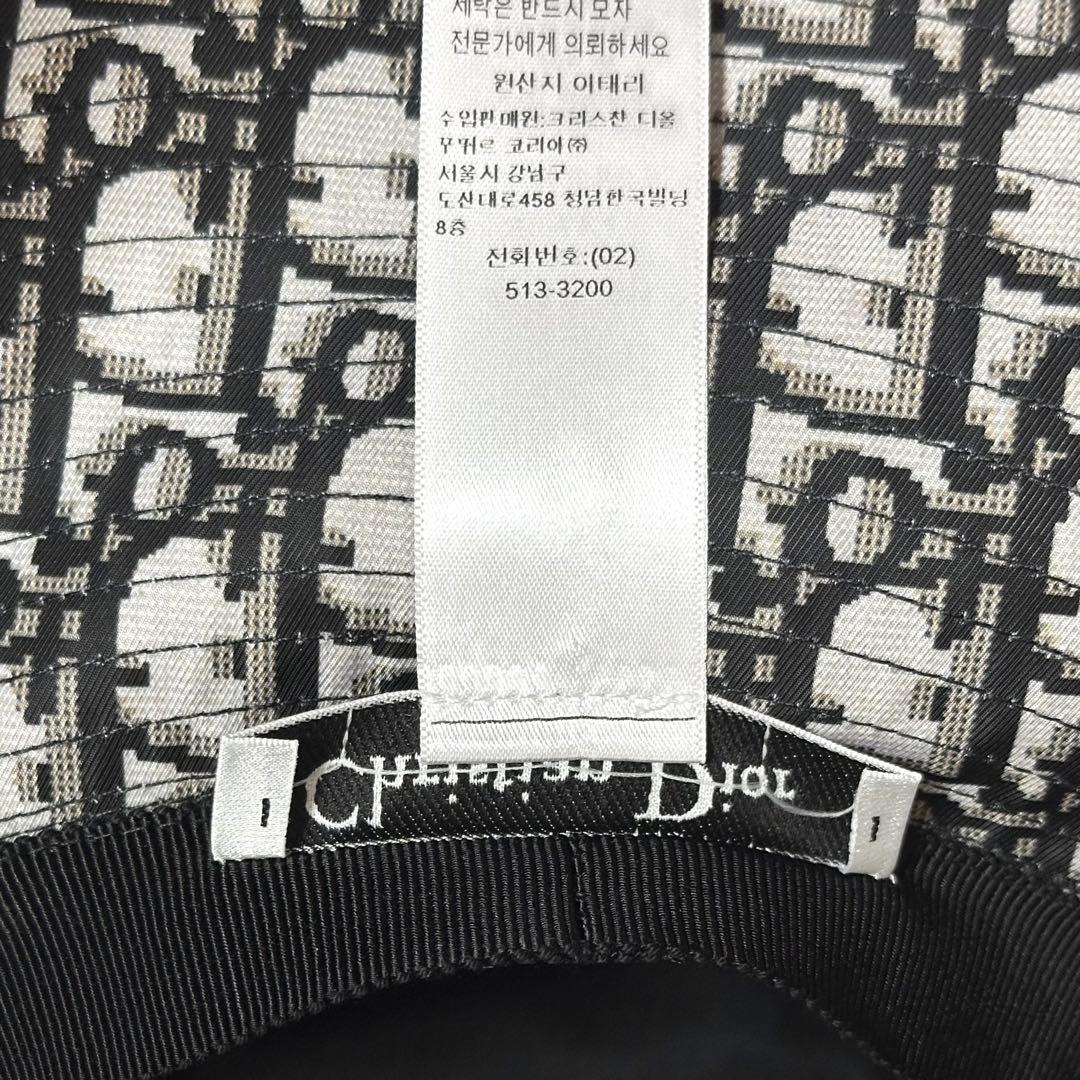 세탁은 반드시 모자
전문가에게 의뢰하세요
원산지 이태리
수입판매원:크리스챤 디올
꾸뛰르 코리아㈜
서울시 강남구
도산대로458 청담한국빌딩
8층
전화번호:(02)
513-3200
Christian Dior